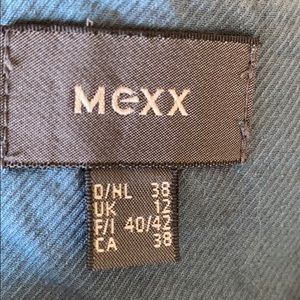 Mexx
D/NL 38
UK 12
F/I 40/42
CA 38